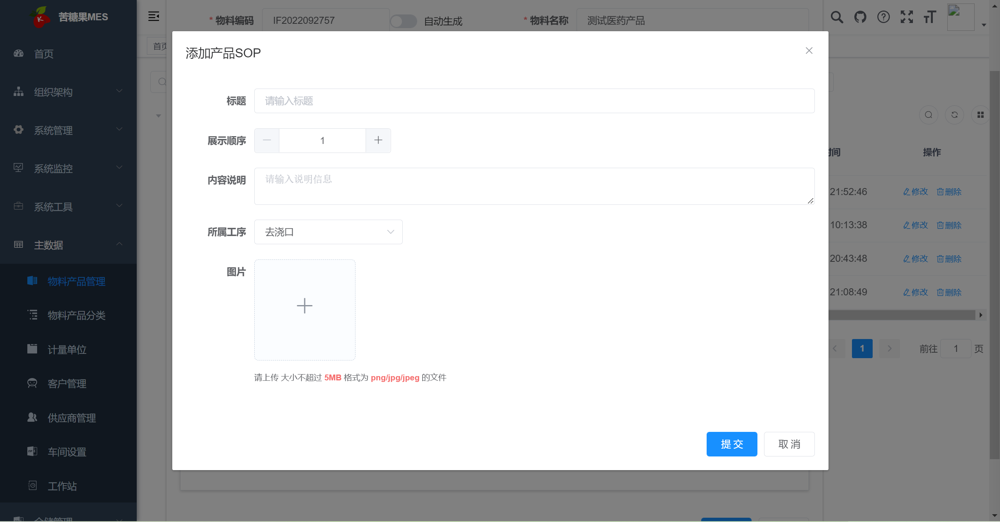 苦糖果MES
首页
组织架构
系统管理
系统监控
系统工具
主数据
物料产品管理
物料产品分类
计量单位
客户管理
供应商管理
车间设置
工作站
仓储管理
* 物料编码 IF2022092757 自动生成 * 物料名称 测试医药产品
首页
添加产品SOP
标题 请输入标题
展示顺序 1
内容说明 请输入说明信息
所属工序 去浇口
图片
请上传 大小不超过 5MB 格式为 png/jpg/jpeg 的文件
提 交 取 消
时间 操作
21:52:46 修改 删除
10:13:38 修改 删除
20:43:48 修改 删除
21:08:49 修改 删除
1 前往 1 页